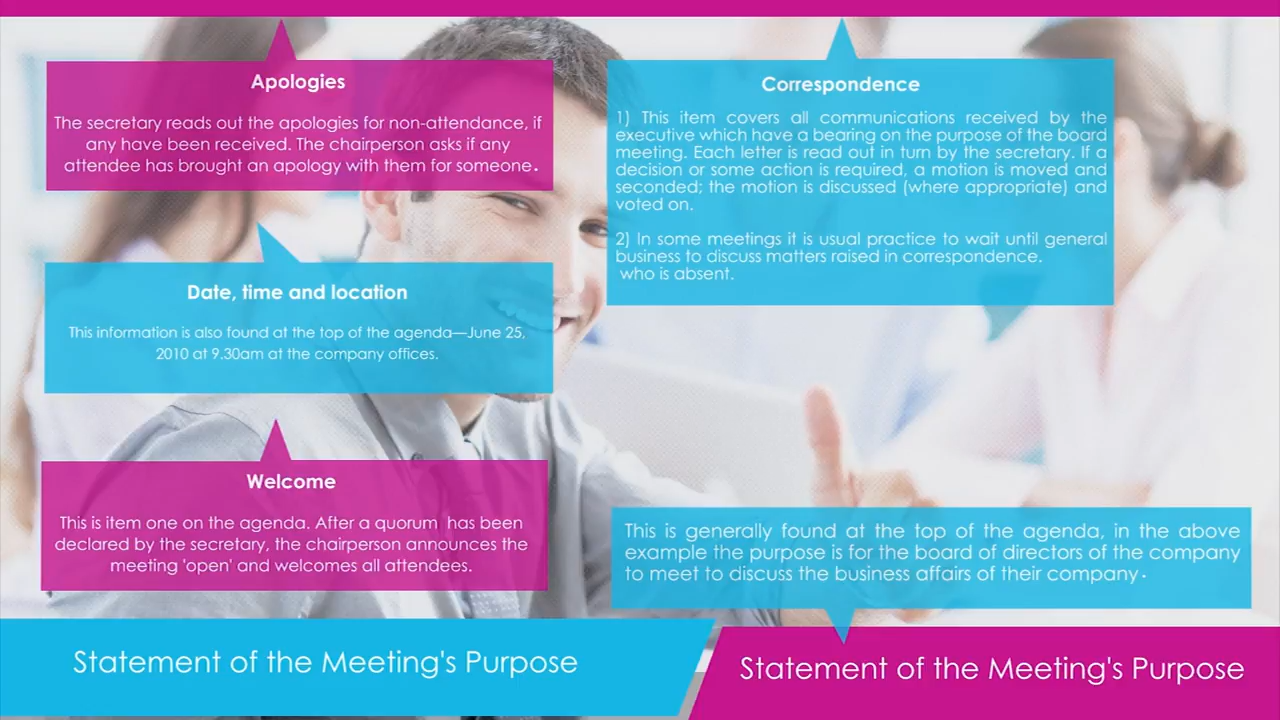 Apologies
The secretary reads out the apologies for non-attendance, if
any have been received. The chairperson asks if any
attendee has brought an apology with them for someone.
Date, time and location
This information is also found at the top of the agenda—June 25,
2010 at 9.30am at the company offices.
Welcome
This is item one on the agenda. After a quorum has been
declared by the secretary, the chairperson announces the
meeting 'open' and welcomes all attendees.
Statement of the Meeting's Purpose
Correspondence
1) This item covers all communications received by the
executive which have a bearing on the purpose of the board
meeting. Each letter is read out in turn by the secretary. If a
decision or some action is required, a motion is moved and
seconded; the motion is discussed (where appropriate) and
voted on.
2) In some meetings it is usual practice to wait until general
business to discuss matters raised in correspondence.
who is absent.
This is generally found at the top of the agenda, in the above
example the purpose is for the board of directors of the company
to meet to discuss the business affairs of their company.
Statement of the Meeting's Purpose